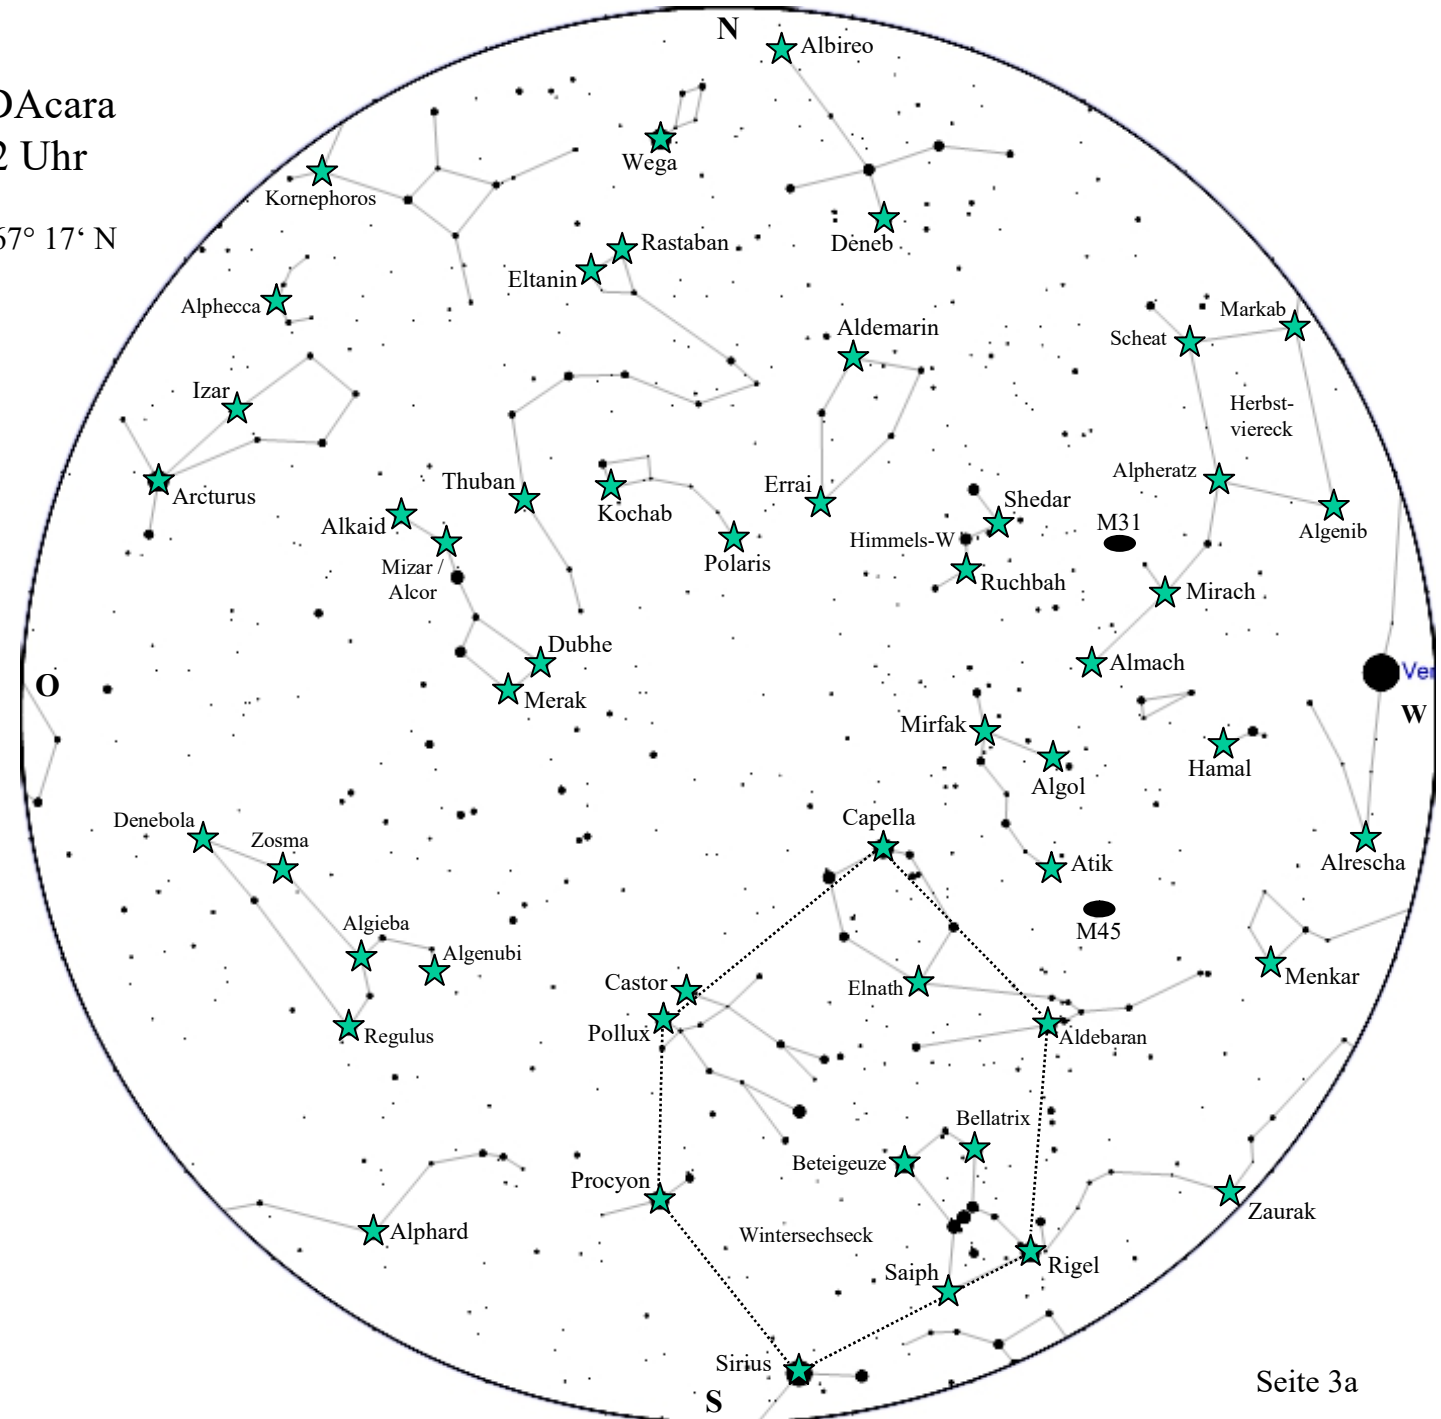 N
Albireo
DAcara
2 Uhr
67° 17‘ N
Wega
Kornephoros
Deneb
Rastaban
Eltanin
Alphecca
Markab
Scheat
Aldemarin
Izar
Herbst-
viereck
Alpheratz
Thuban
Arcturus
Errai
Shedar
Kochab
Alkaid
M31
Algenib
Himmels-W
Polaris
Mizar /
Alcor
Ruchbah
Mirach
Dubhe
Almach
Ven
O
Merak
W
Mirfak
Hamal
Algol
Capella
Denebola
Zosma
Alrescha
Atik
Algieba
M45
Algenubi
Menkar
Castor
Elnath
Pollux
Regulus
Aldebaran
Bellatrix
Beteigeuze
Procyon
Zaurak
Alphard
Wintersechseck
Rigel
Saiph
Sirius
Seite 3a
S